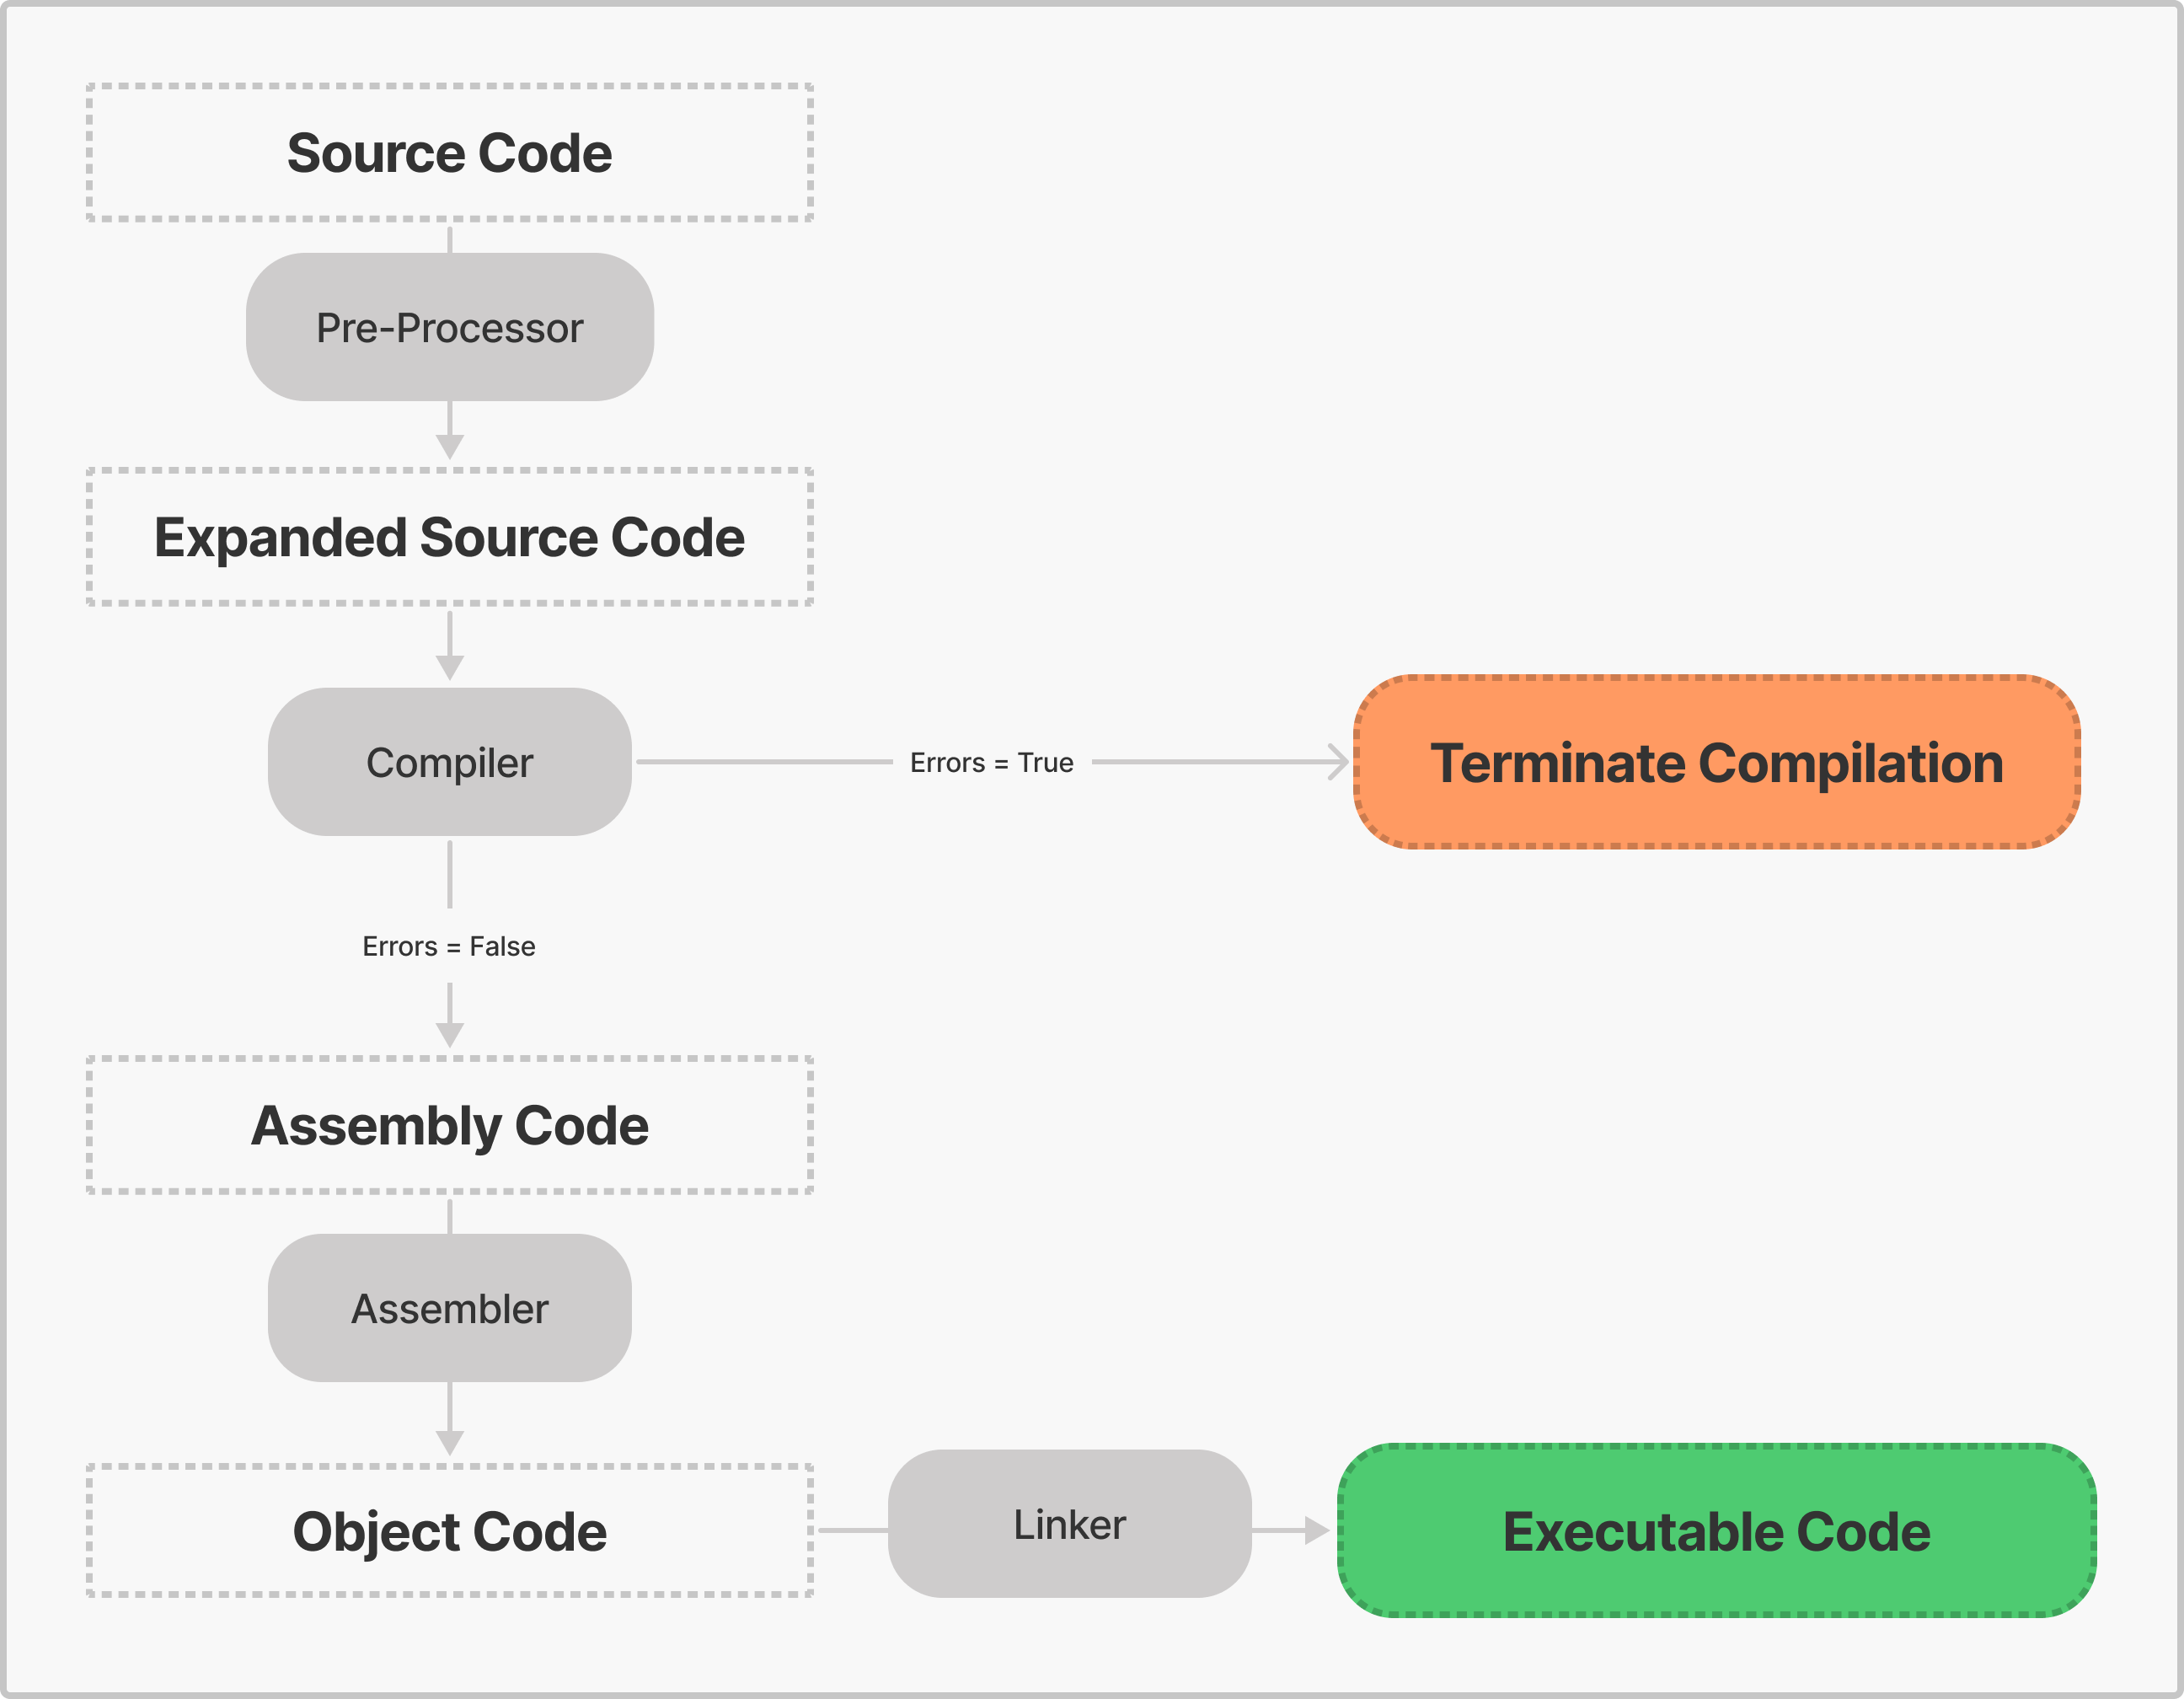 Source Code
Pre-Processor
Expanded Source Code
Compiler
Errors = True
Terminate Compilation
Errors = False
Assembly Code
Assembler
Object Code
Linker
Executable Code